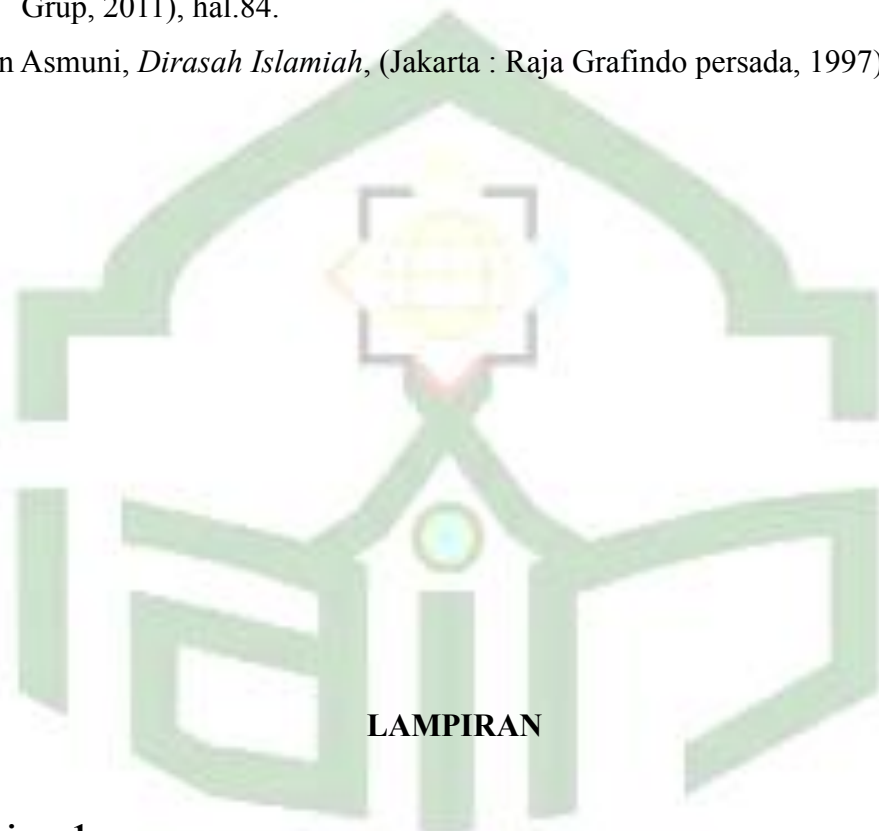 Grup, 2011), hal.84.
n Asmuni, Dirasah Islamiah, (Jakarta : Raja Grafindo persada, 1997)
LAMPIRAN